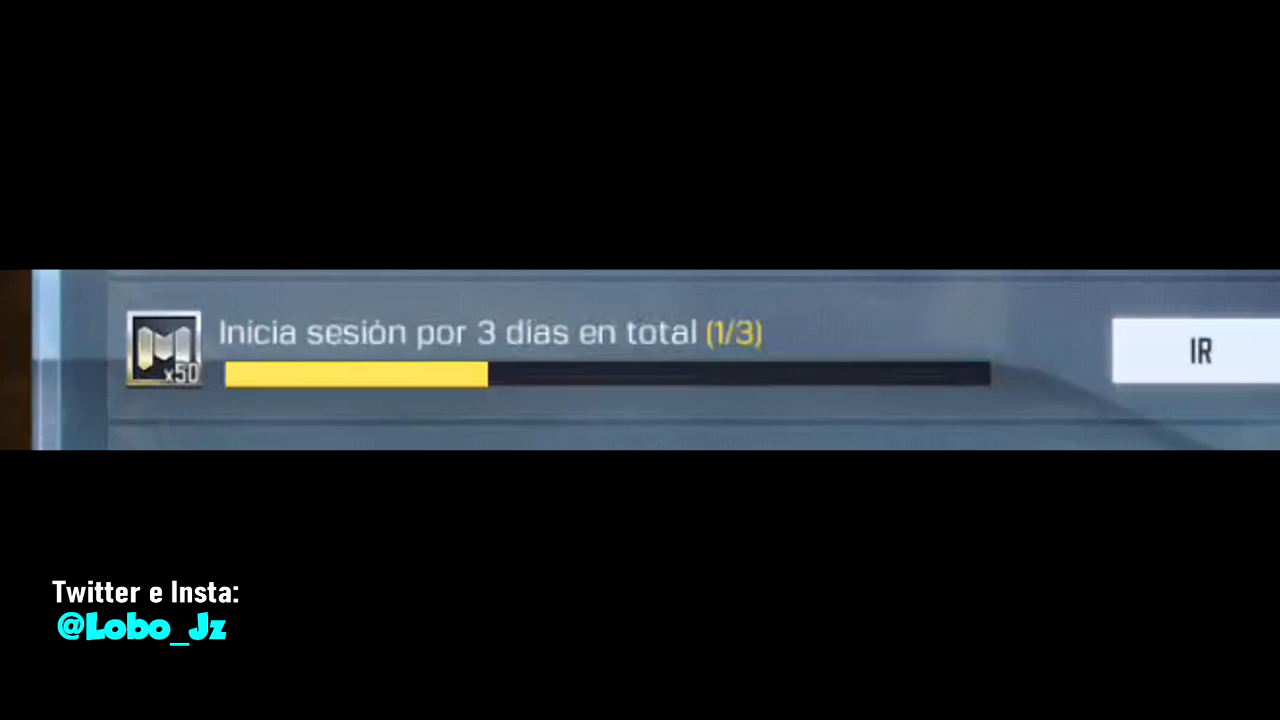 Inicia sesión por 3 días en total (1/3)
x50
IR
Twitter e Insta:
@Lobo_Jz